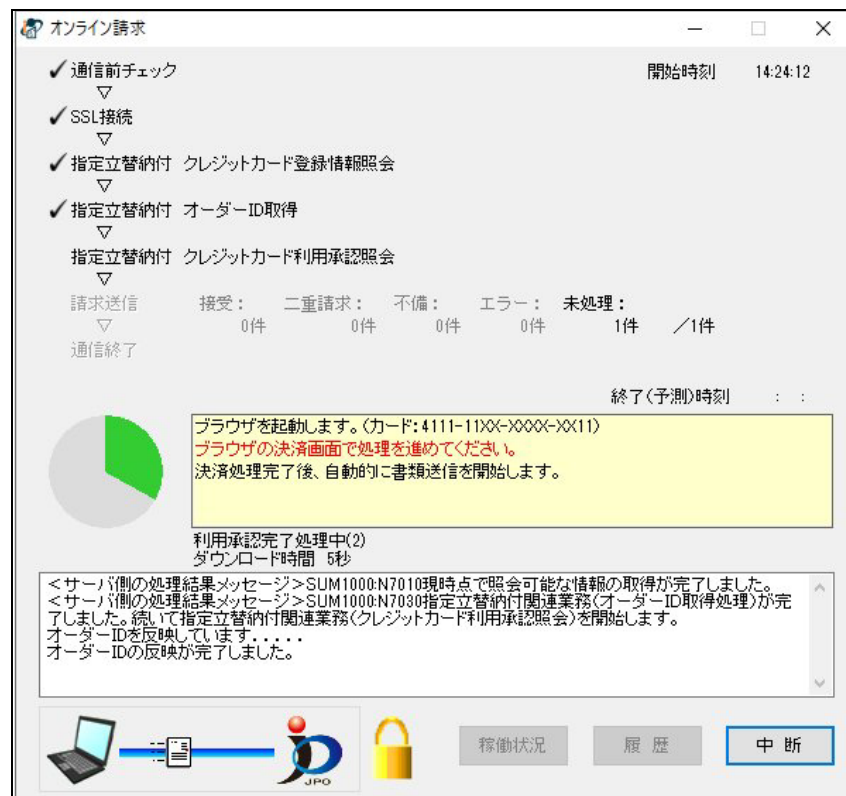 オンライン請求
通信前チェック 開始時刻 14:24:12
▽
SSL接続
▽
指定立替納付 クレジットカード登録情報照会
▽
指定立替納付 オーダーID取得
▽
指定立替納付 クレジットカード利用承認照会
▽
請求送信 接受： 二重請求： 不備： エラー： 未処理：
▽ 0件 0件 0件 0件 1件 ／1件
通信終了
終了(予測)時刻 : :
ブラウザを起動します。(カード：4111-11XX-XXXX-XX11)
ブラウザの決済画面で処理を進めてください。
決済処理完了後、自動的に書類送信を開始します。
利用承認完了処理中(2)
ダウンロード時間 5秒
＜サーバ側の処理結果メッセージ＞SUM1000:N7010現時点で照会可能な情報の取得が完了しました。
＜サーバ側の処理結果メッセージ＞SUM1000:N7030指定立替納付関連業務(オーダーID取得処理)が完
了しました。続いて指定立替納付関連業務(クレジットカード利用承認照会)を開始します。
オーダーIDを反映しています．．．．．
オーダーIDの反映が完了しました。
JPO
稼働状況 履 歴 中 断